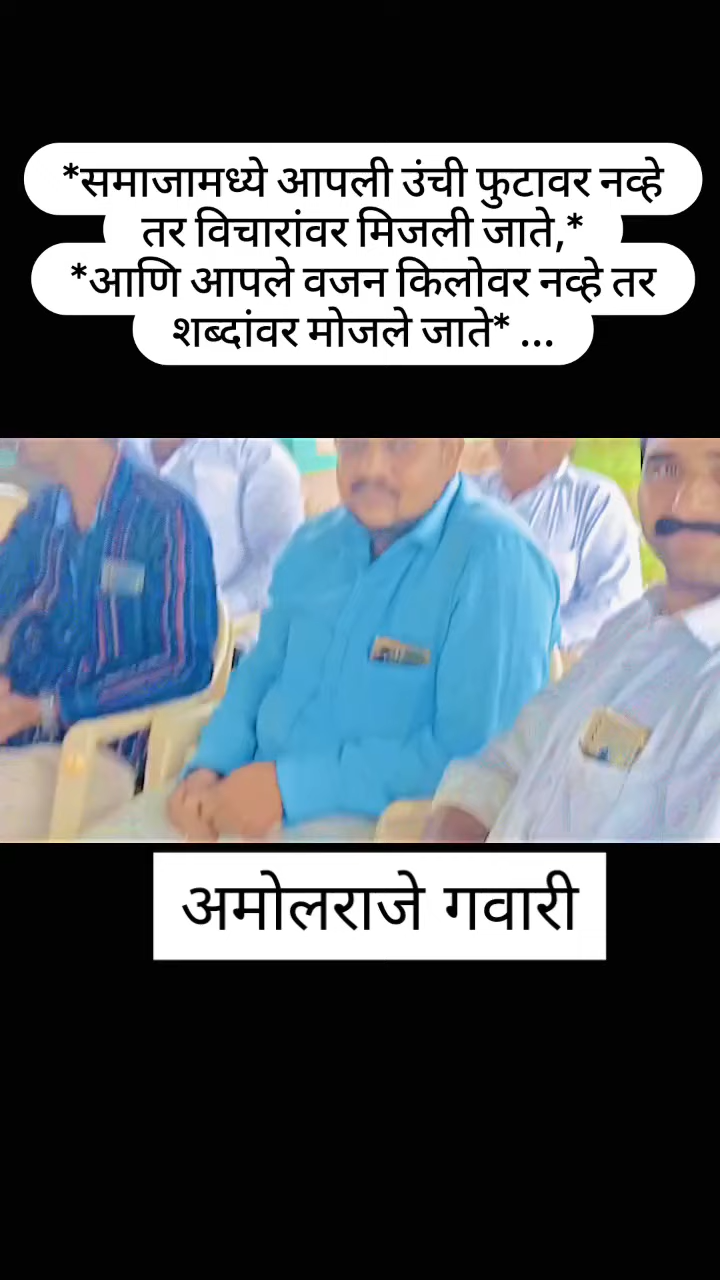 *समाजामध्ये आपली उंची फुटावर नव्हे
तर विचारांवर मिजली जाते,*
*आणि आपले वजन किलोवर नव्हे तर
शब्दांवर मोजले जाते* ...
अमोलराजे गवारी